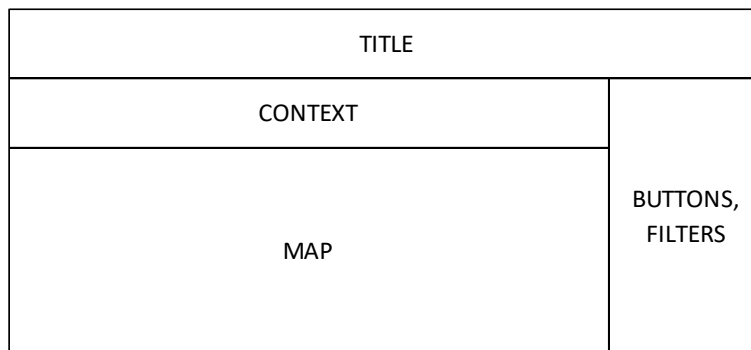 TITLE
CONTEXT
MAP
BUTTONS,
FILTERS